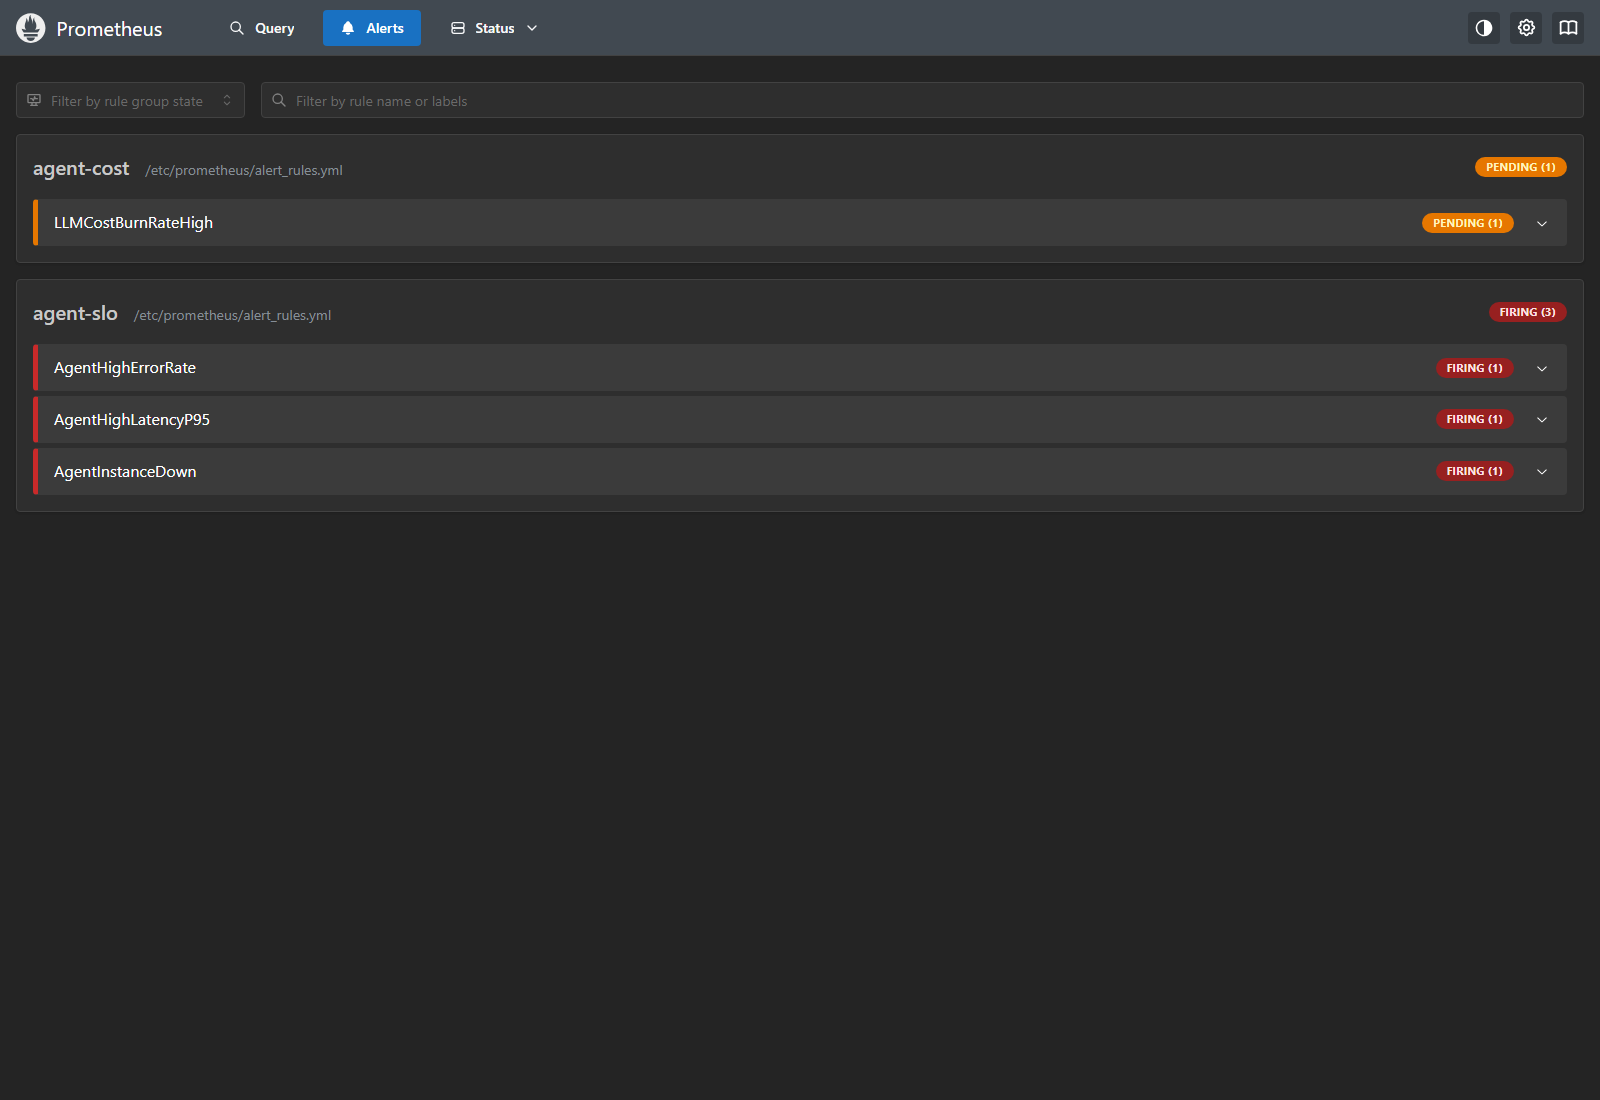 Prometheus Query Alerts Status
Filter by rule group state Filter by rule name or labels
agent-cost /etc/prometheus/alert_rules.yml PENDING (1)
LLMCostBurnRateHigh PENDING (1)
agent-slo /etc/prometheus/alert_rules.yml FIRING (3)
AgentHighErrorRate FIRING (1)
AgentHighLatencyP95 FIRING (1)
AgentInstanceDown FIRING (1)